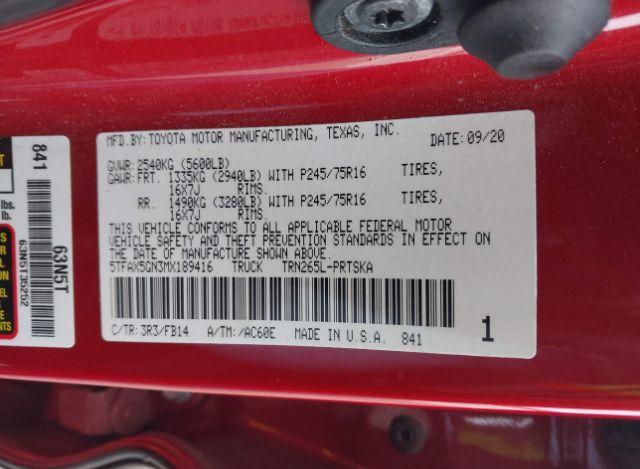 MFD.BY: TOYOTA MOTOR MANUFACTURING, TEXAS, INC. DATE: 09/20
GVWR: 2540KG (5600LB)
GAWR: FRT. 1335KG (2940LB) WITH P245/75R16 TIRES,
16X7J RIMS.
RR. 1490KG (3280LB) WITH P245/75R16 TIRES,
16X7J RIMS.
THIS VEHICLE CONFORMS TO ALL APPLICABLE FEDERAL MOTOR
VEHICLE SAFETY AND THEFT PREVENTION STANDARDS IN EFFECT ON
THE DATE OF MANUFACTURE SHOWN ABOVE.
5TFAX5GN3MX189416 TRUCK TRN265L-PRTSKA
C/TR: 3R3/FB14 A/TM: /AC60E MADE IN U.S.A. 841 1
841
63N5T
63N5T35252
lbs.
lb.